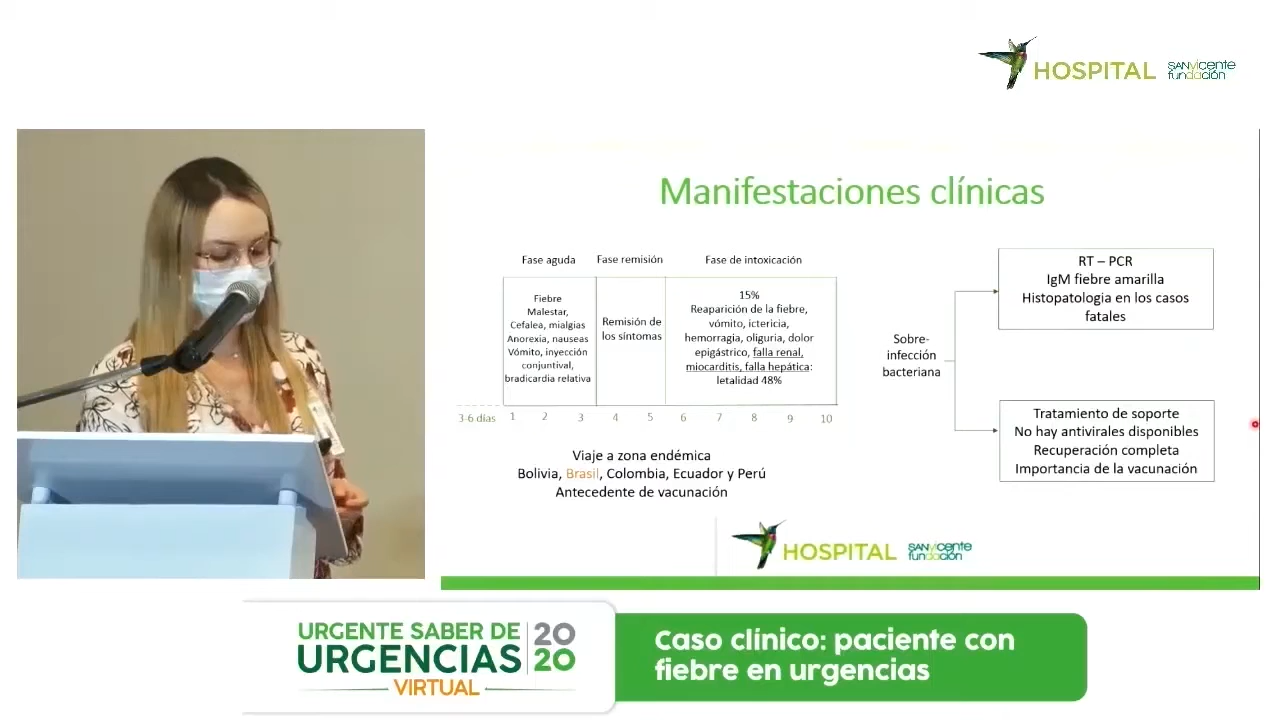 HOSPITAL SANVicente fundación
Manifestaciones clínicas
Fase aguda
Fase remisión
Fase de intoxicación
Fiebre
Malestar,
Cefalea, mialgias
Anorexia, nauseas
Vómito, inyección
conjuntival,
bradicardia relativa
Remisión de
los síntomas
15%
Reaparición de la fiebre,
vómito, ictericia,
hemorragia, oliguria, dolor
epigástrico, falla renal,
miocarditis, falla hepática:
letalidad 48%
3-6 días 1 2 3 4 5 6 7 8 9 10
Viaje a zona endémica
Bolivia, Brasil, Colombia, Ecuador y Perú
Antecedente de vacunación
Sobre-
infección
bacteriana
RT – PCR
IgM fiebre amarilla
Histopatologia en los casos
fatales
Tratamiento de soporte
No hay antivirales disponibles
Recuperación completa
Importancia de la vacunación
HOSPITAL SANVicente fundación
URGENTE SABER DE
URGENCIAS
VIRTUAL
20
20
Caso clínico: paciente con
fiebre en urgencias